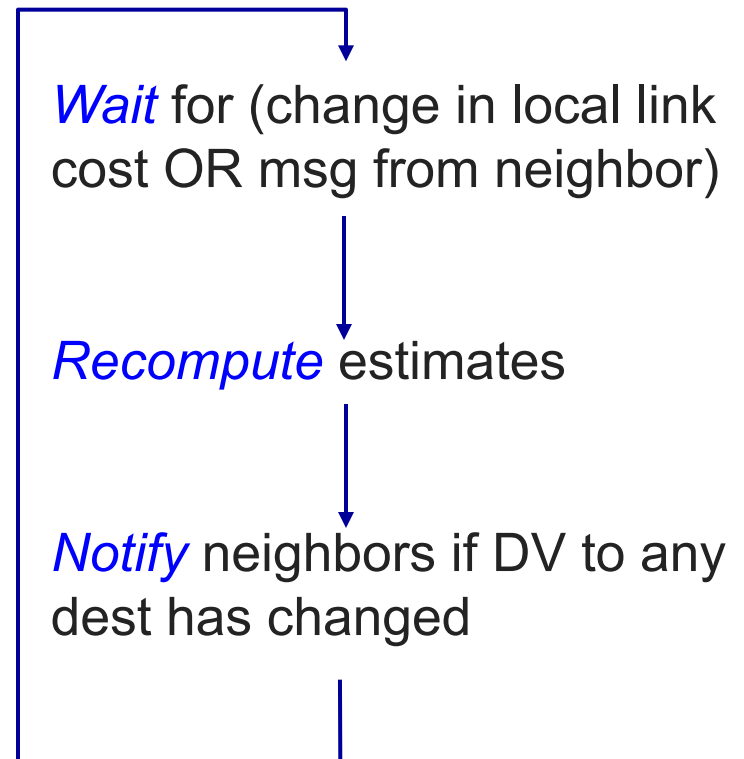 Wait for (change in local link
cost OR msg from neighbor)
Recompute estimates
Notify neighbors if DV to any
dest has changed